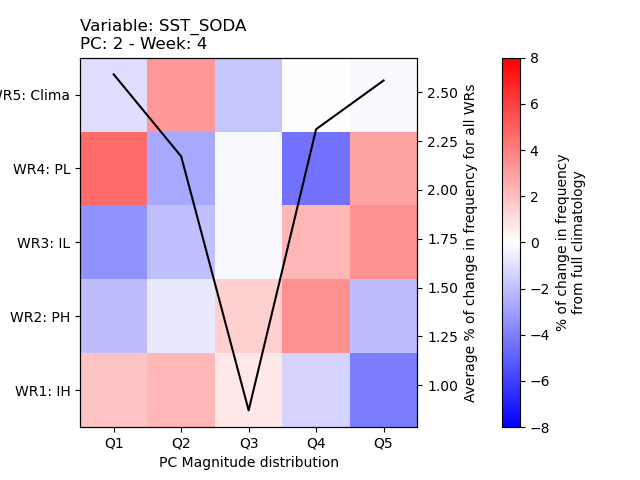 Variable: SST_SODA
PC: 2 - Week: 4
WR5: Clima
WR4: PL
WR3: IL
WR2: PH
WR1: IH
Q1 Q2 Q3 Q4 Q5
PC Magnitude distribution
2.50
2.25
2.00
1.75
1.50
1.25
1.00
Average % of change in frequency for all WRs
8
6
4
2
0
−2
−4
−6
−8
% of change in frequency
from full climatology